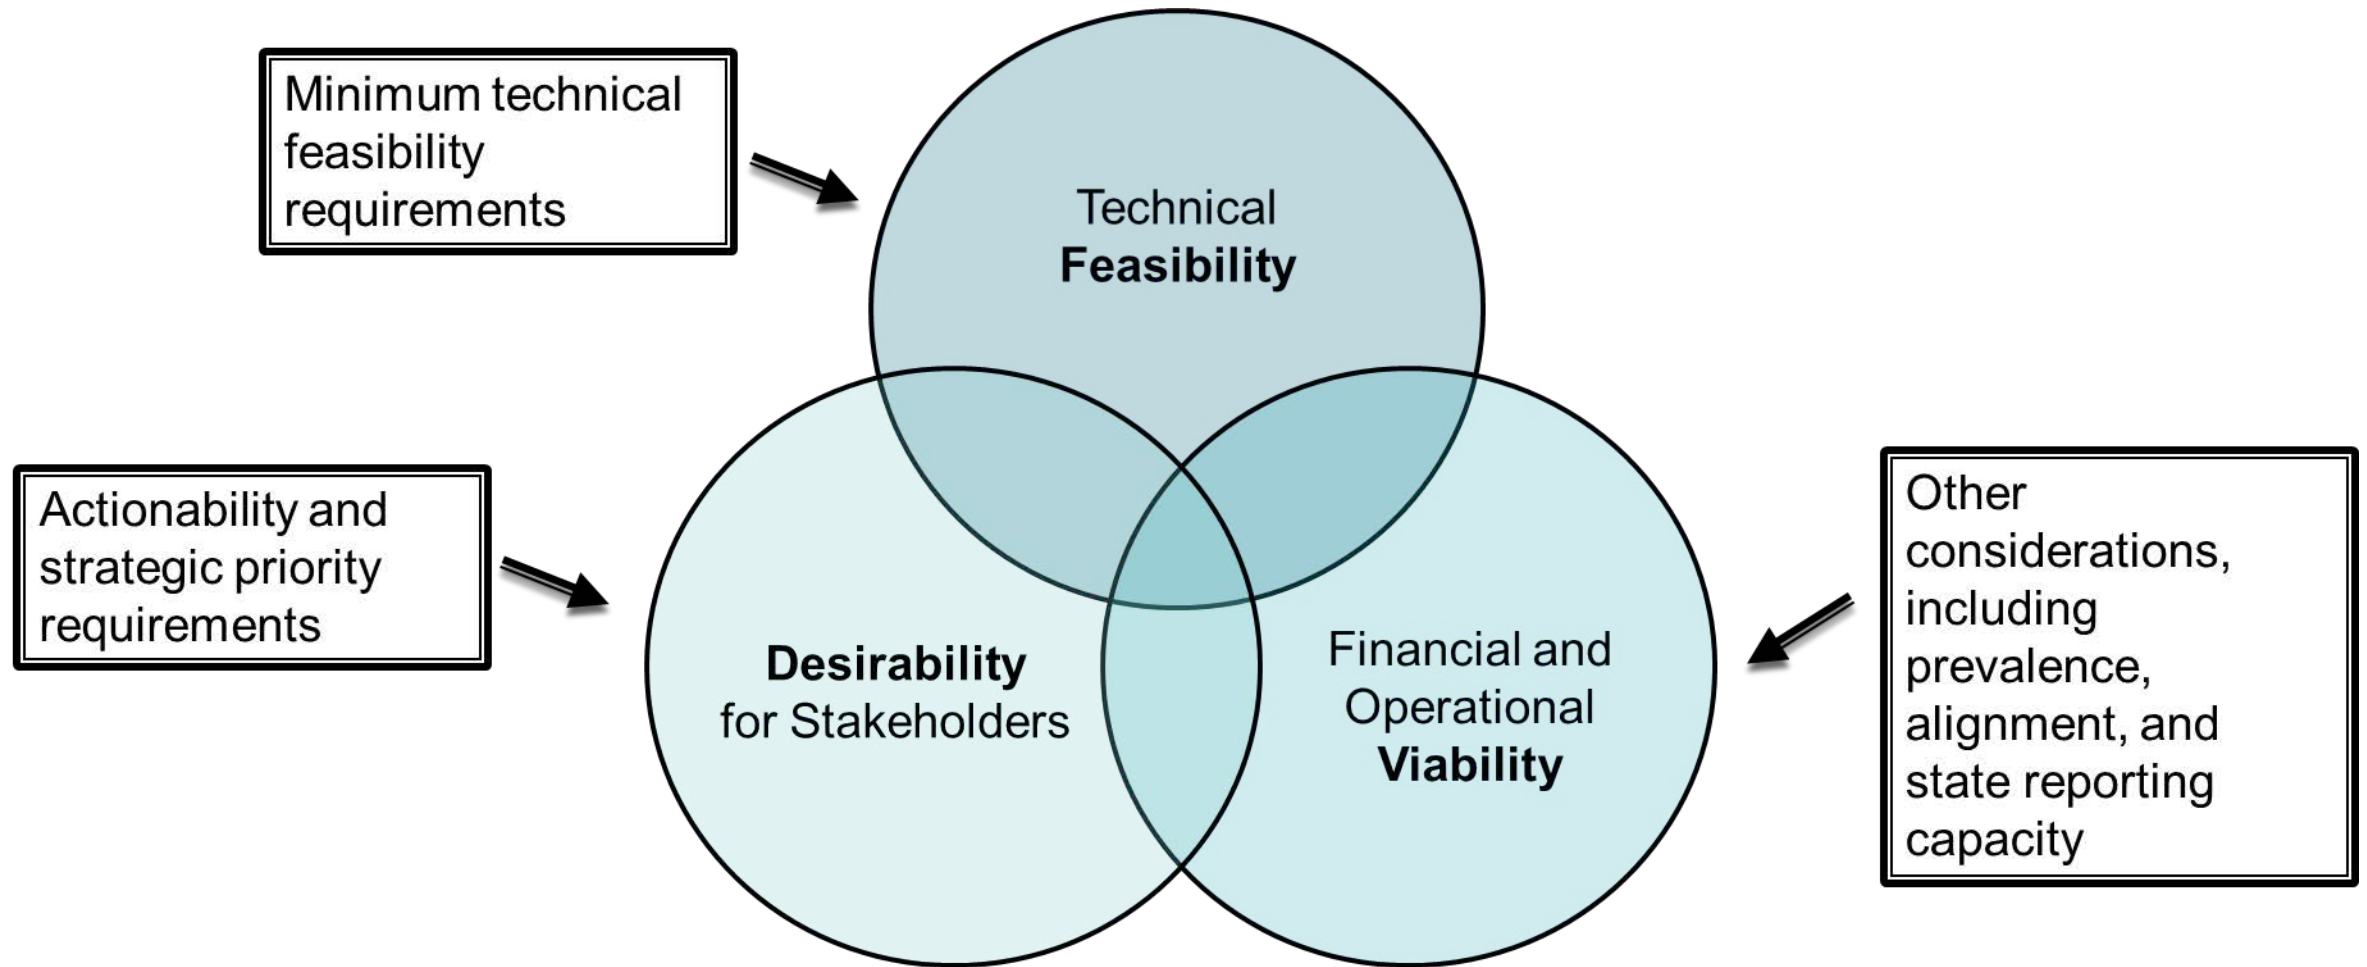 Minimum technical
feasibility
requirements
Technical
Feasibility
Actionability and
strategic priority
requirements
Desirability
for Stakeholders
Financial and
Operational
Viability
Other
considerations,
including
prevalence,
alignment, and
state reporting
capacity